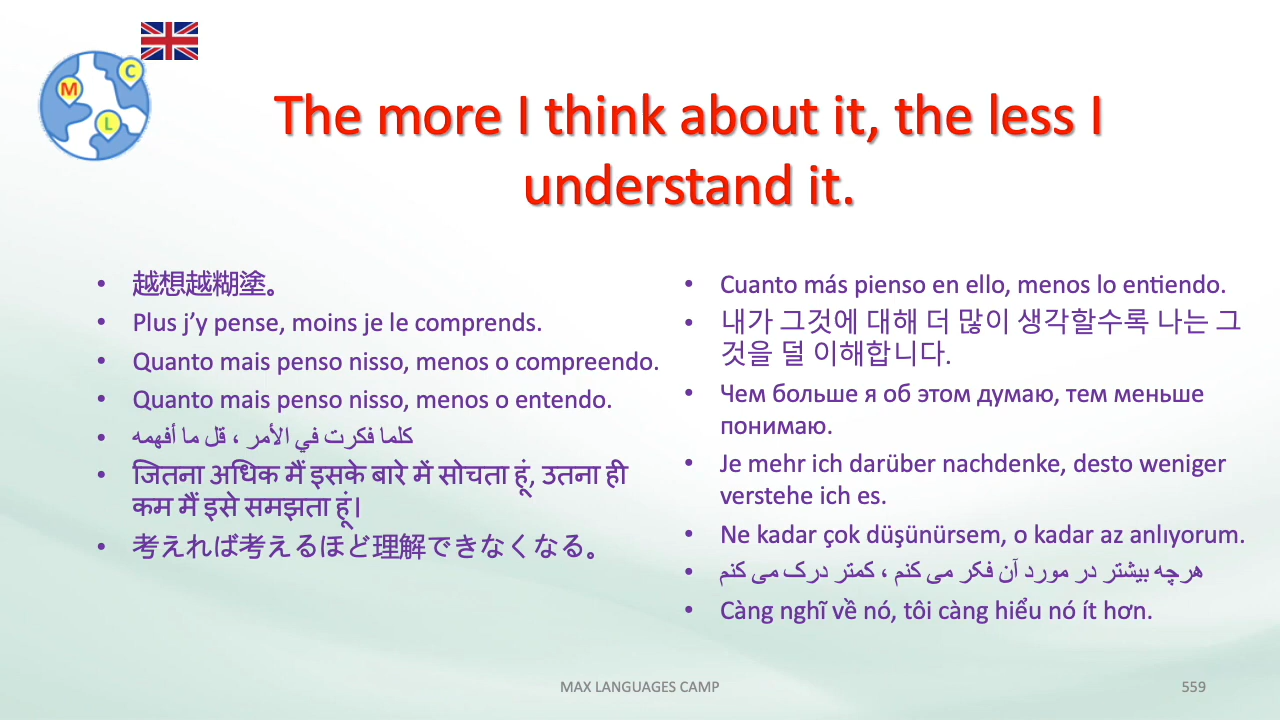 M
C
L
The more I think about it, the less I
understand it.
• 越想越糊塗。
• Plus j’y pense, moins je le comprends.
• Quanto mais penso nisso, menos o compreendo.
• Quanto mais penso nisso, menos o entendo.
• كلما فكرت في الأمر ، قل ما أفهمه
• जितना अधिक मैं इसके बारे में सोचता हूं, उतना ही
कम मैं इसे समझता हूं।
• 考えれば考えるほど理解できなくなる。
• Cuanto más pienso en ello, menos lo entiendo.
• 내가 그것에 대해 더 많이 생각할수록 나는 그
것을 덜 이해합니다.
• Чем больше я об этом думаю, тем меньше
понимаю.
• Je mehr ich darüber nachdenke, desto weniger
verstehe ich es.
• Ne kadar çok düşünürsem, o kadar az anlıyorum.
• هرچه بیشتر در مورد آن فکر می کنم ، کمتر درک می کنم
• Càng nghĩ về nó, tôi càng hiểu nó ít hơn.
MAX LANGUAGES CAMP
559